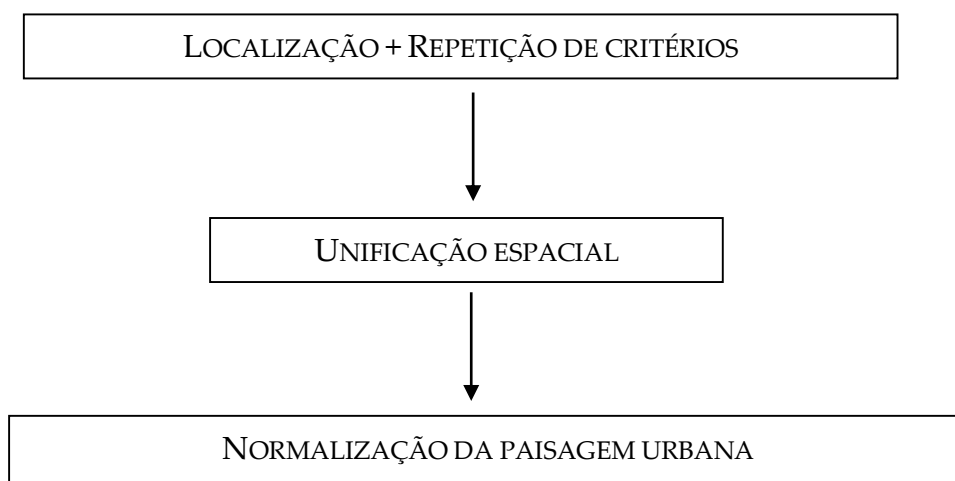 LOCALIZAÇÃO + REPETIÇÃO DE CRITÉRIOS
UNIFICAÇÃO ESPACIAL
NORMALIZAÇÃO DA PAISAGEM URBANA